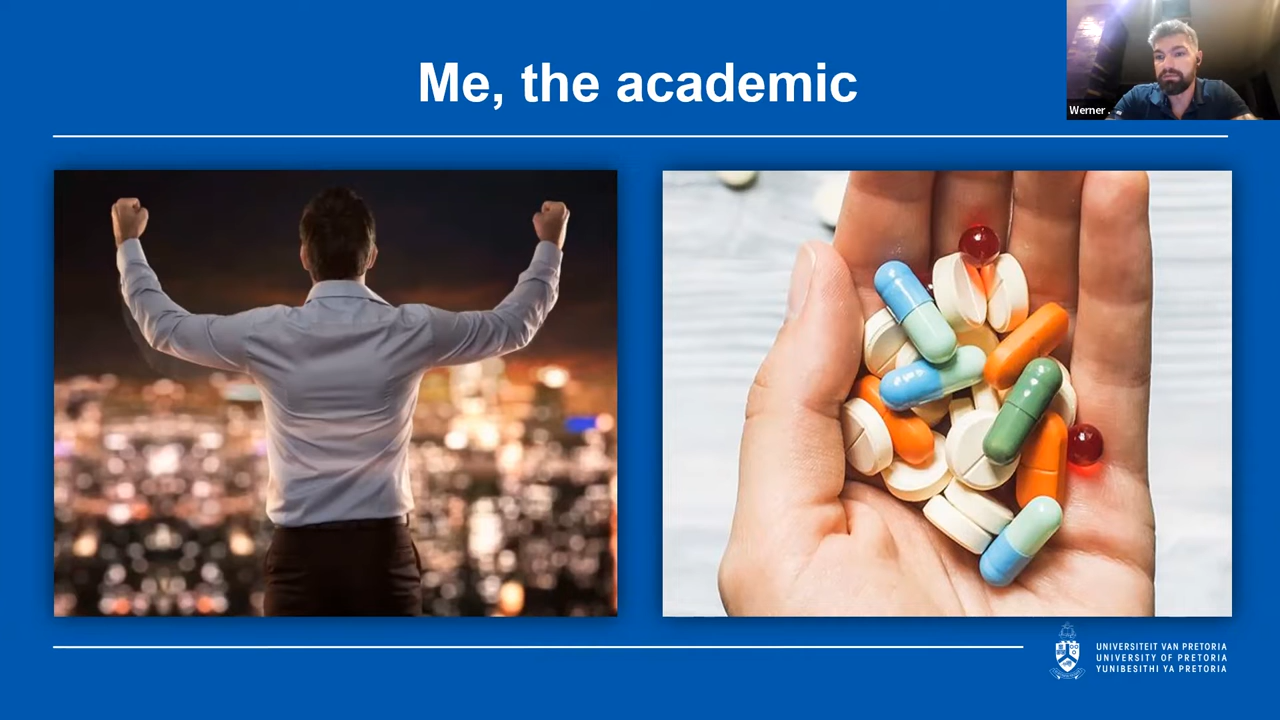 Me, the academic
Werner .
UNIVERSITEIT VAN PRETORIA
UNIVERSITY OF PRETORIA
YUNIBESITHI YA PRETORIA